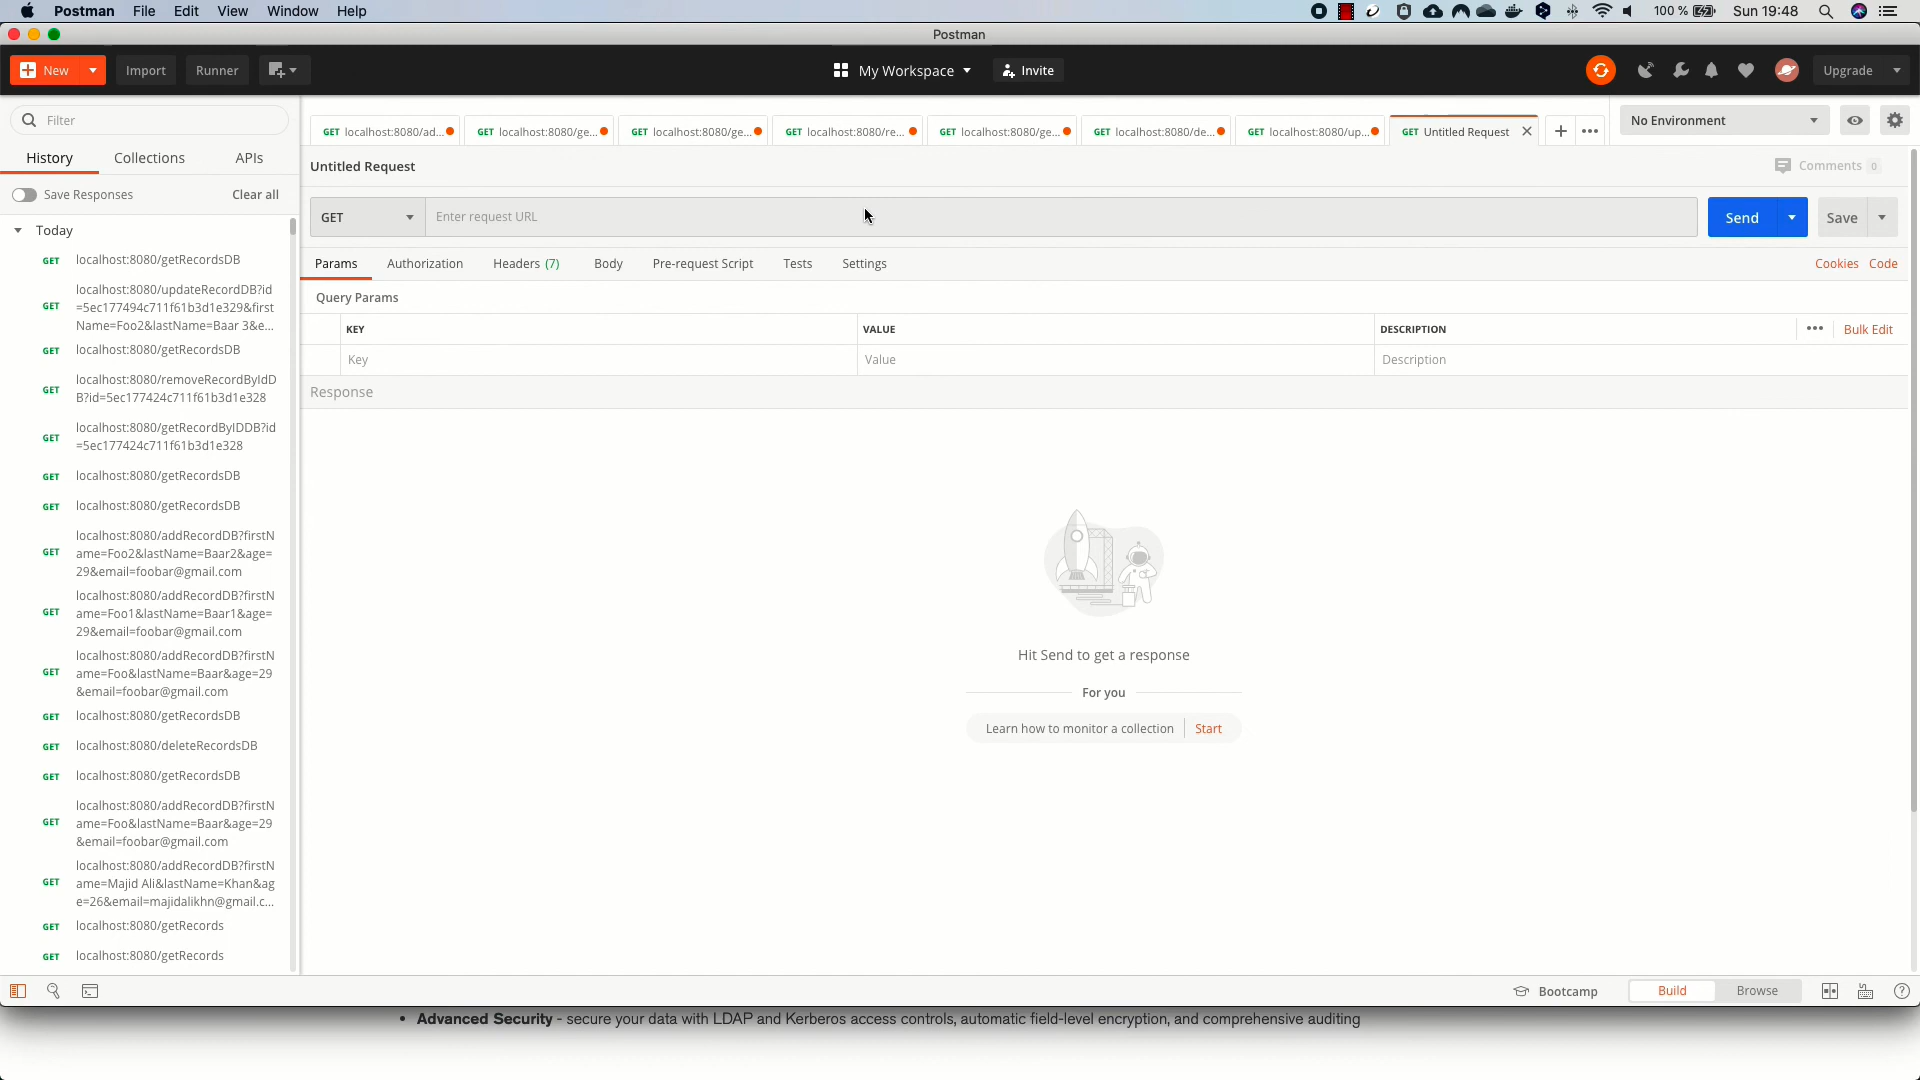 Postman File Edit View Window Help 100 % Sun 19:48
Postman
New Import Runner My Workspace Invite Upgrade
Filter
GET localhost:8080/ad... GET localhost:8080/ge... GET localhost:8080/ge... GET localhost:8080/re... GET localhost:8080/ge... GET localhost:8080/de... GET localhost:8080/up... GET Untitled Request No Environment
History Collections APIs
Untitled Request Comments 0
Save Responses Clear all
GET Enter request URL Send Save
Params Authorization Headers (7) Body Pre-request Script Tests Settings Cookies Code
Query Params
KEY VALUE DESCRIPTION Bulk Edit
Key Value Description
Response
Hit Send to get a response
For you
Learn how to monitor a collection Start
Today
GET localhost:8080/getRecordsDB
GET localhost:8080/updateRecordDB?id
=5ec177494c711f61b3d1e329&first
Name=Foo2&lastName=Baar 3&e...
GET localhost:8080/getRecordsDB
GET localhost:8080/removeRecordByIdD
B?id=5ec177424c711f61b3d1e328
GET localhost:8080/getRecordByIDDB?id
=5ec177424c711f61b3d1e328
GET localhost:8080/getRecordsDB
GET localhost:8080/getRecordsDB
GET localhost:8080/addRecordDB?firstN
ame=Foo2&lastName=Baar2&age=
29&email=foobar@gmail.com
GET localhost:8080/addRecordDB?firstN
ame=Foo1&lastName=Baar1&age=
29&email=foobar@gmail.com
GET localhost:8080/addRecordDB?firstN
ame=Foo&lastName=Baar&age=29
&email=foobar@gmail.com
GET localhost:8080/getRecordsDB
GET localhost:8080/deleteRecordsDB
GET localhost:8080/getRecordsDB
GET localhost:8080/addRecordDB?firstN
ame=Foo&lastName=Baar&age=29
&email=foobar@gmail.com
GET localhost:8080/addRecordDB?firstN
ame=Majid Ali&lastName=Khan&ag
e=26&email=majidalikhn@gmail.c...
GET localhost:8080/getRecords
GET localhost:8080/getRecords
Bootcamp Build Browse
• Advanced Security - secure your data with LDAP and Kerberos access controls, automatic field-level encryption, and comprehensive auditing